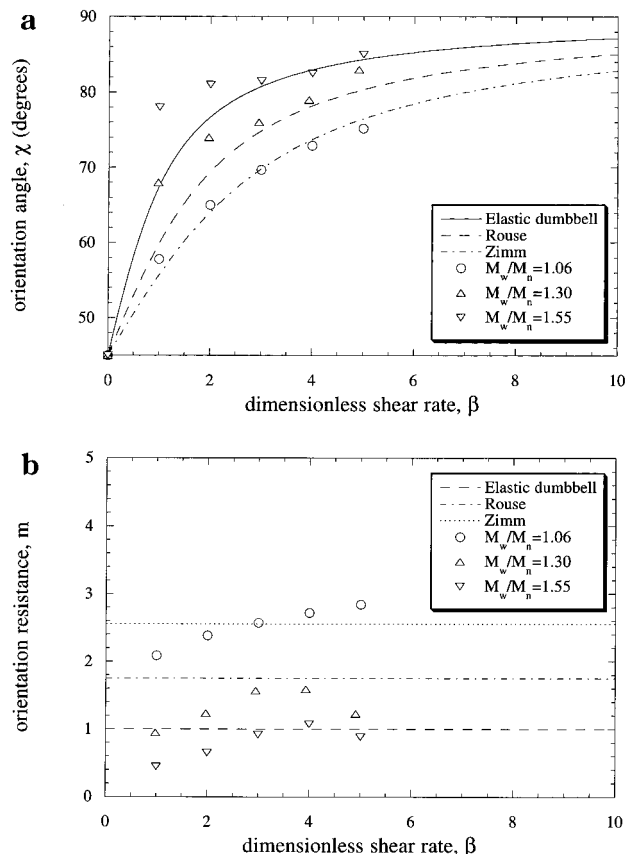 a
90
80
70
60
50
orientation angle, χ (degrees)
Elastic dumbbell
Rouse
Zimm
M_w/M_n=1.06
M_w/M_n=1.30
M_w/M_n=1.55
0 2 4 6 8 10
dimensionless shear rate, β
b
5
4
3
2
1
0
orientation resistance, m
Elastic dumbbell
Rouse
Zimm
M_w/M_n=1.06
M_w/M_n=1.30
M_w/M_n=1.55
0 2 4 6 8 10
dimensionless shear rate, β